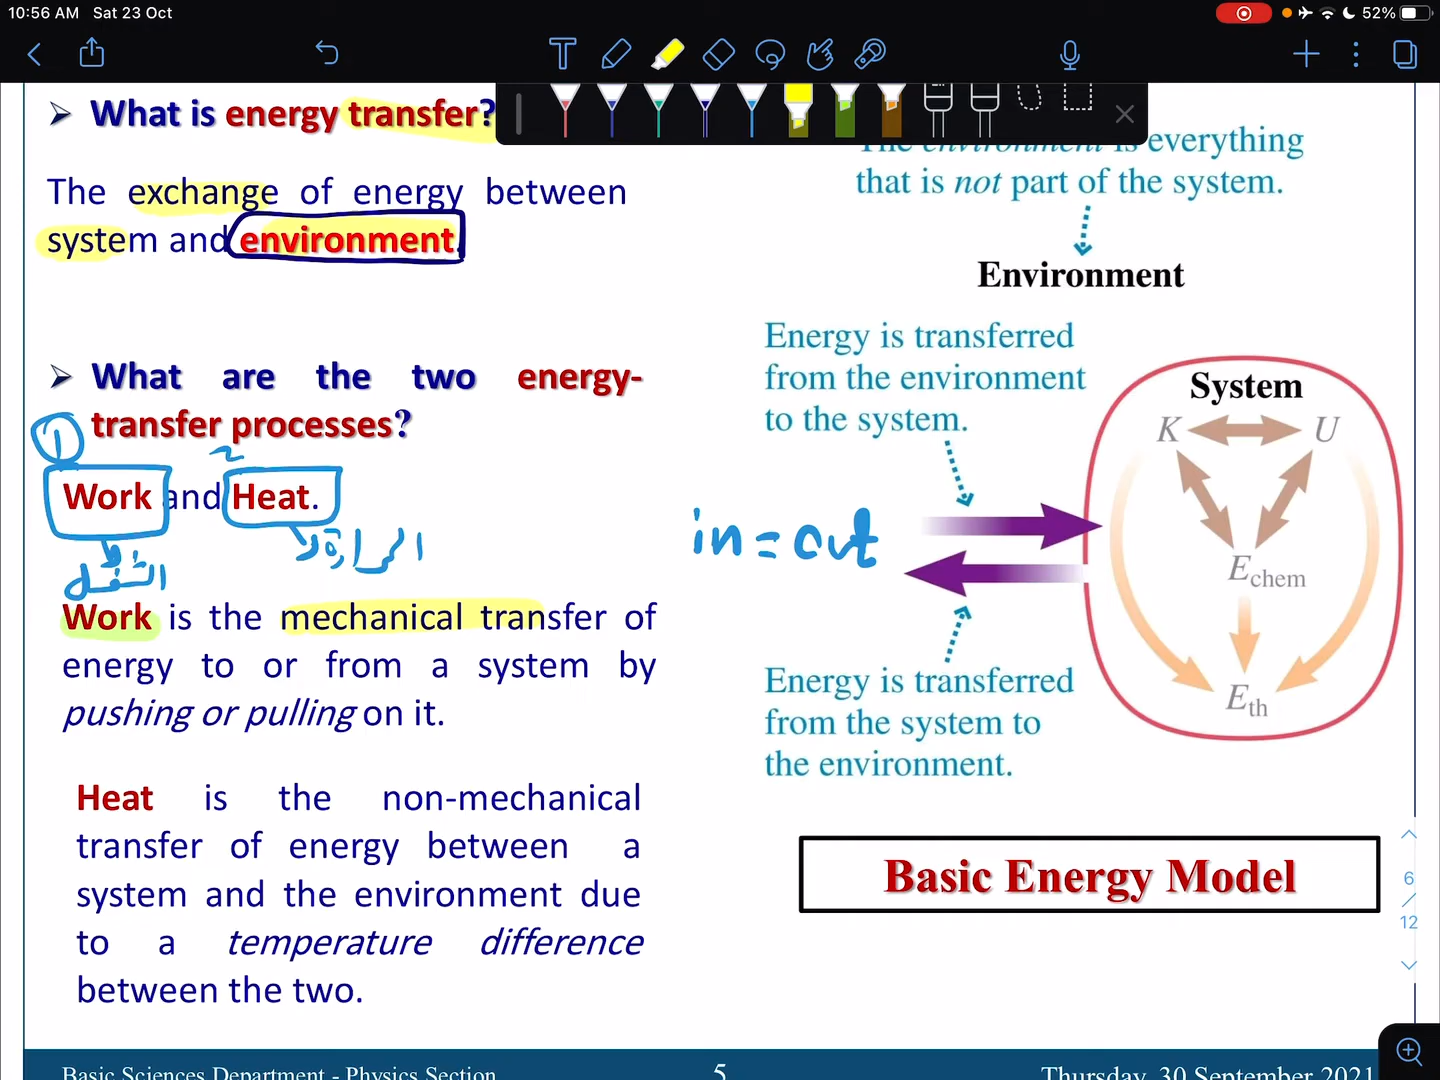 10:56 AM Sat 23 Oct
52%
➢ What is energy transfer?
The exchange of energy between
system and environment.
➢ What are the two energy-
transfer processes?
1
2
Work and Heat.
الشغل
الحرارة
Work is the mechanical transfer of
energy to or from a system by
pushing or pulling on it.
Heat is the non-mechanical
transfer of energy between a
system and the environment due
to a temperature difference
between the two.
The environment is everything
that is not part of the system.
Environment
Energy is transferred
from the environment
to the system.
in = out
Energy is transferred
from the system to
the environment.
System
K
U
Echem
Eth
Basic Energy Model
6
/
12
Basic Sciences Department - Physics Section
5
Thursday, 30 September 2021